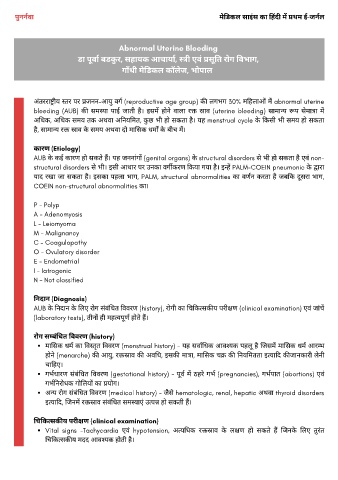 पुनर्नवा
मेडिकल साइंस का हिंदी में प्रथम ई-जर्नल
Abnormal Uterine Bleeding
डा पूर्वा बडकुर, सहायक आचार्या, स्त्री एवं प्रसूति रोग विभाग,
गाँधी मेडिकल कॉलेज, भोपाल
अंतरराष्ट्रीय स्तर पर प्रजनन-आयु वर्ग (reproductive age group) की लगभग 30% महिलाओं में abnormal uterine
bleeding (AUB) की समस्या पाई जाती है। इसमें होने वाला रक्त स्राव (uterine bleeding) सामान्य रूप से मात्रा में
अधिक, अधिक समय तक अथवा अनियमित, कुछ भी हो सकता है। यह menstrual cycle के किसी भी समय हो सकता
है, सामान्य रक्त स्राव के समय अथवा दो मासिक धर्मों के बीच में।
कारण (Etiology)
AUB के कई कारण हो सकते हैं। यह जननांगों (genital organs) के structural disorders से भी हो सकता है एवं non-
structural disorders से भी। इसी आधार पर उनका वर्गीकरण किया गया है। इन्हें PALM-COEIN pneumonic के द्वारा
याद रखा जा सकता है। इसका पहला भाग, PALM, structural abnormalities का वर्णन करता है जबकि दूसरा भाग,
COEIN non-structural abnormalities का।
P - Polyp
A - Adenomyosis
L - Leiomyoma
M - Malignancy
C - Coagulopathy
O - Ovulatory disorder
E - Endometrial
I - Iatrogenic
N - Not classified
निदान (Diagnosis)
AUB के निदान के लिए रोग संबंधित विवरण (history), रोगी का चिकित्सकीय परीक्षण (clinical examination) एवं जांचें
(laboratory tests), तीनों ही महत्वपूर्ण होते हैं।
रोग सम्बंधित विवरण (history)
• मासिक धर्म का विस्तृत विवरण (menstrual history) - यह सर्वाधिक आवश्यक पहलू है जिसमें मासिक धर्म आरम्भ
होने (menarche) की आयु, रक्तस्राव की अवधि, इसकी मात्रा, मासिक चक्र की नियमितता इत्यादि की जानकारी लेनी
चाहिए।
• गर्भधारण संबंधित विवरण (gestational history) - पूर्व में ठहरे गर्भ (pregnancies), गर्भपात (abortions) एवं
गर्भनिरोधक गोलियों का प्रयोग।
• अन्य रोग संबंधित विवरण (medical history) - जैसे hematologic, renal, hepatic अथवा thyroid disorders
इत्यादि, जिनमें रक्तस्राव संबंधित समस्याएं उत्पन्न हो सकती हैं।
चिकित्सकीय परीक्षण (clinical examination)
• Vital signs -Tachycardia एवं hypotension, अत्यधिक रक्तस्राव के लक्षण हो सकते हैं जिनके लिए तुरंत
चिकित्सकीय मदद आवश्यक होती है।